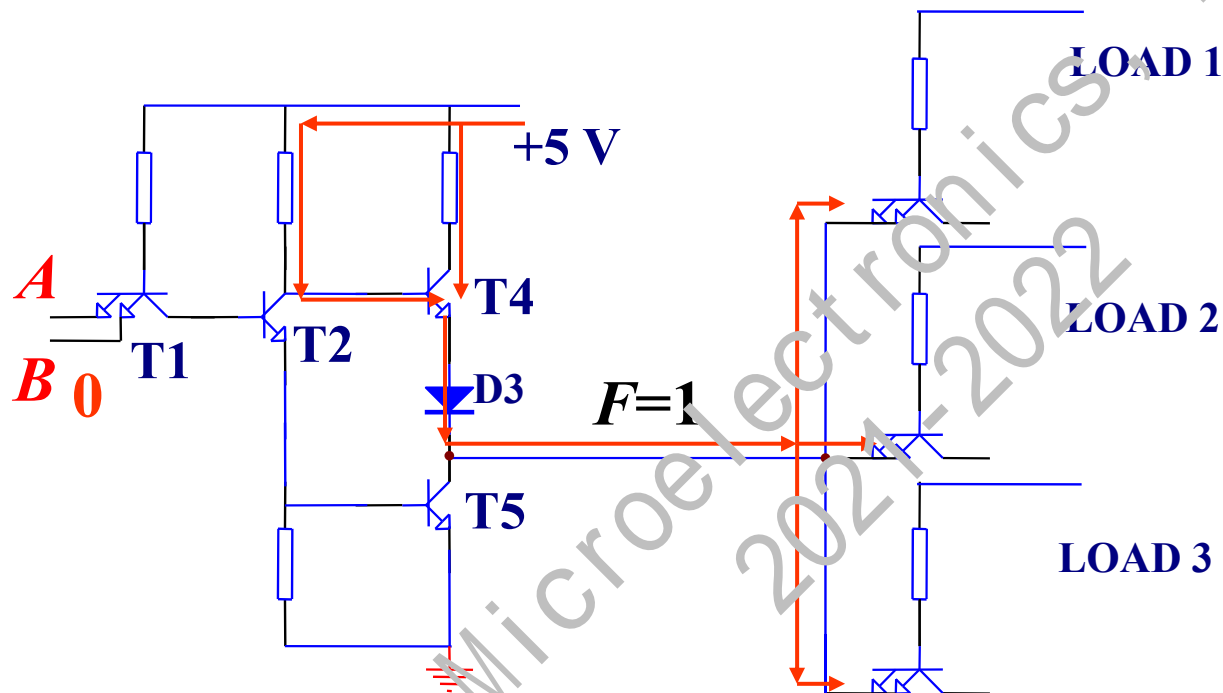 LOAD 1
+5 V
A
T4
LOAD 2
T1
T2
B 0
D3
F=1
T5
LOAD 3
Microelectronics,
2021-2022